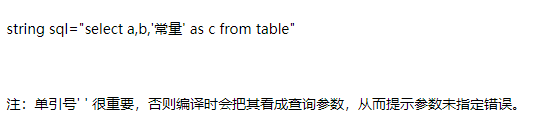 string sql="select a,b,'常量' as c from table"
注：单引号' ' 很重要，否则编译时会把其看成查询参数，从而提示参数未指定错误。